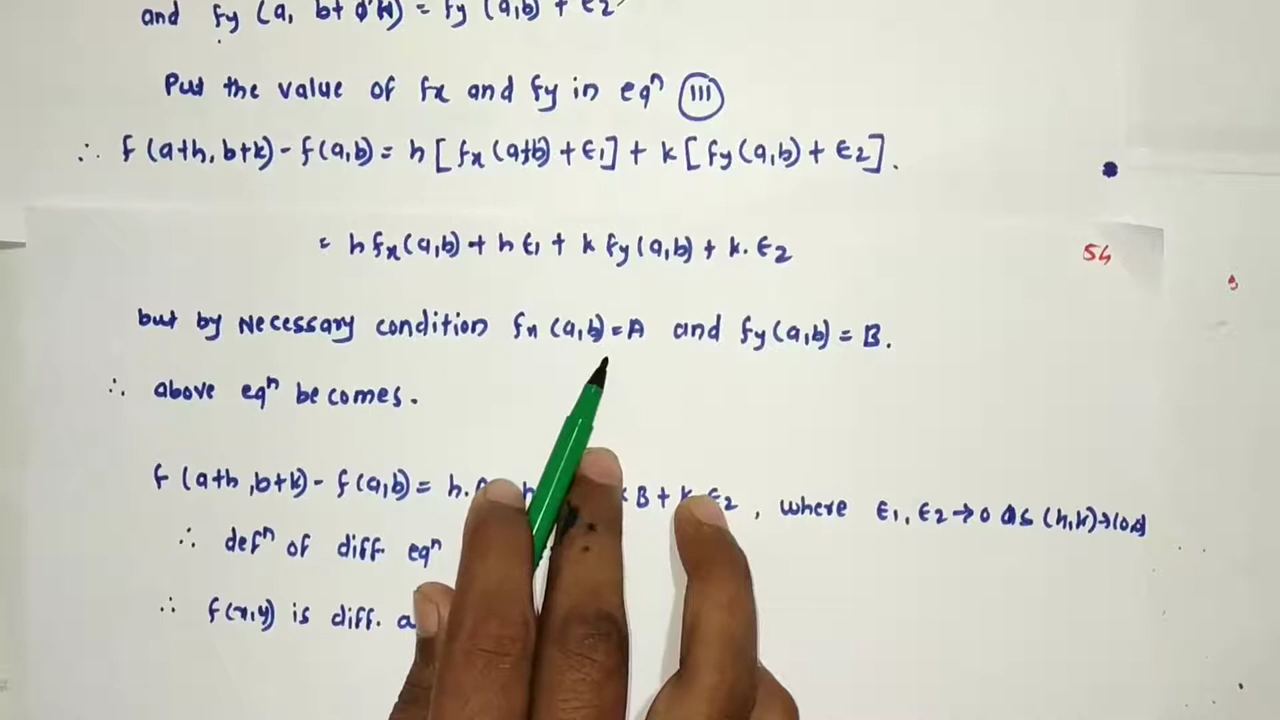 and fy (a, b+θ'k) = fy (a,b) + ε2
Put the value of fx and fy in eqn (III)
∴ f (a+h, b+k) - f(a,b) = h [ fx (a+b) + ε1] + k [ fy (a,b) + ε2 ].
= h fx (a,b) + h ε1 + k fy (a,b) + k. ε2
54
but by Necessary condition fx (a,b) = A and fy (a,b) = B.
∴ above eqn becomes.
f (a+h, b+k) - f(a,b) = h. B + k ε2 , where ε1, ε2 → 0 as (h,k) → (0,0)
∴ defn of diff. eqn
∴ f(x,y) is diff. a